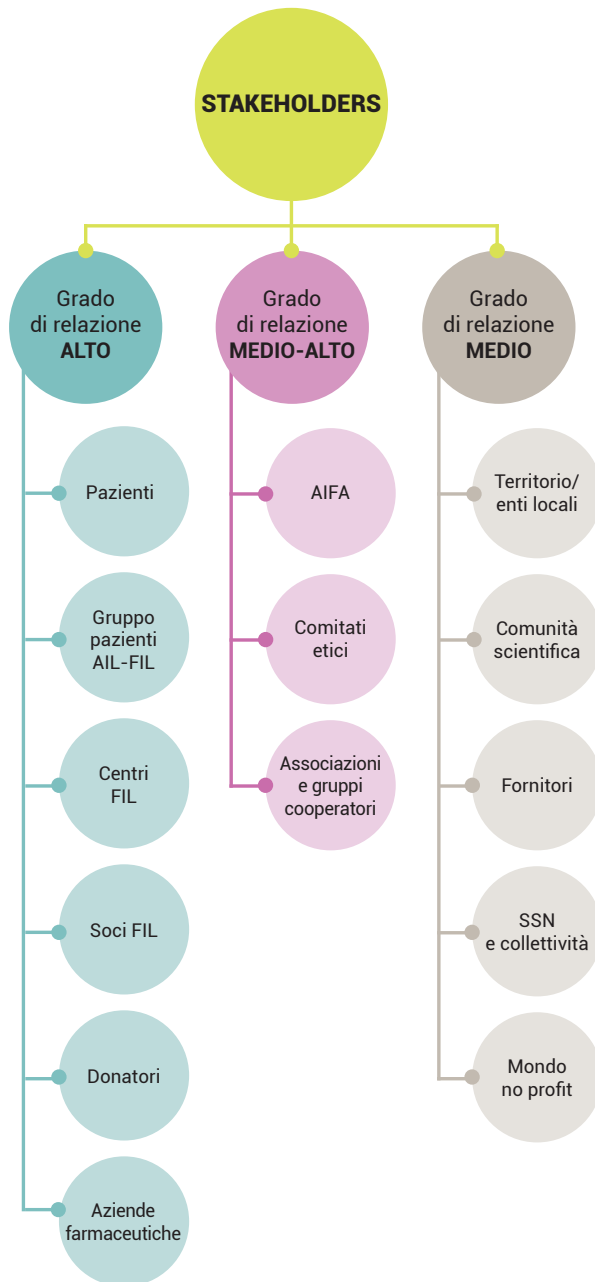 STAKEHOLDERS
Grado
di relazione
ALTO
Pazienti
Gruppo
pazienti
AIL-FIL
Centri
FIL
Soci FIL
Donatori
Aziende
farmaceutiche
Grado
di relazione
MEDIO-ALTO
AIFA
Comitati
etici
Associazioni
e gruppi
cooperatori
Grado
di relazione
MEDIO
Territorio/
enti locali
Comunità
scientifica
Fornitori
SSN
e collettività
Mondo
no profit